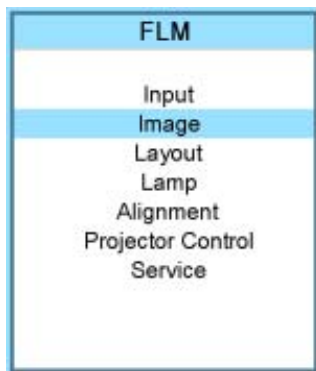 FLM
Input
Image
Layout
Lamp
Alignment
Projector Control
Service